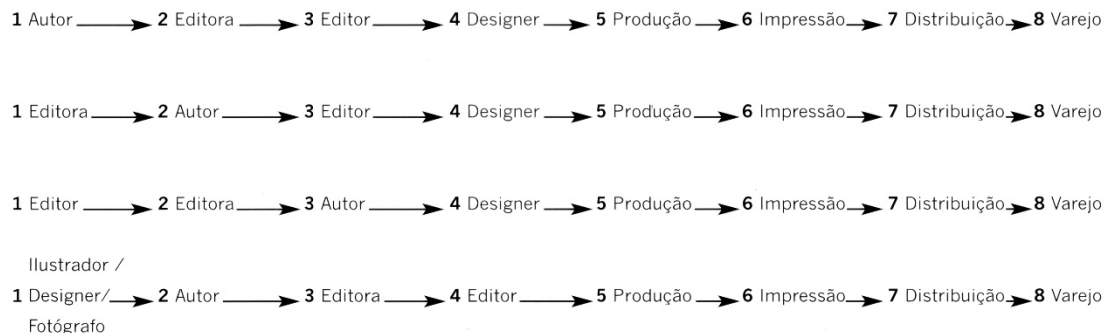 1 Autor 2 Editora 3 Editor 4 Designer 5 Produção 6 Impressão 7 Distribuição 8 Varejo
1 Editora 2 Autor 3 Editor 4 Designer 5 Produção 6 Impressão 7 Distribuição 8 Varejo
1 Editor 2 Editora 3 Autor 4 Designer 5 Produção 6 Impressão 7 Distribuição 8 Varejo
Ilustrador /
1 Designer/ 2 Autor 3 Editora 4 Editor 5 Produção 6 Impressão 7 Distribuição 8 Varejo
Fotógrafo